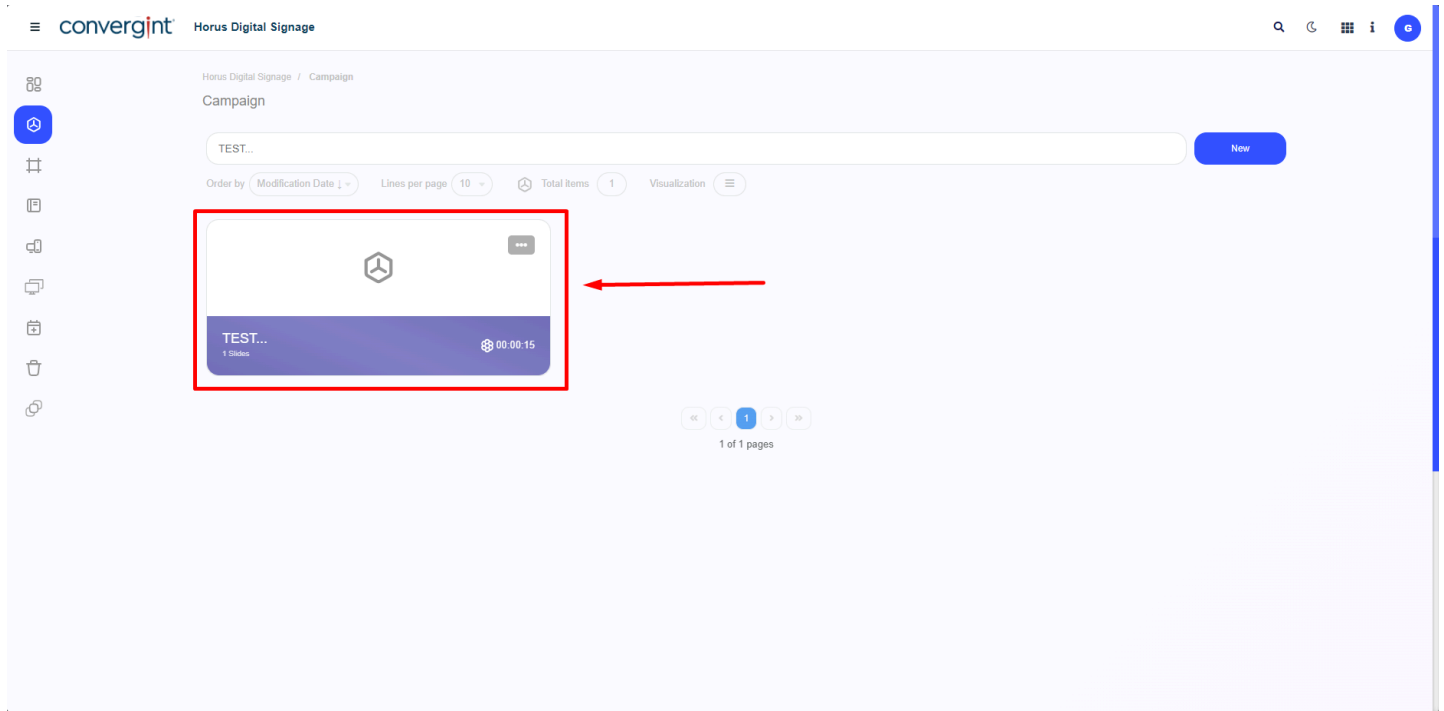 convergint Horus Digital Signage i G
Horus Digital Signage / Campaign
Campaign
TEST... New
Order by Modification Date ↓ Lines per page 10 Total items 1 Visualization
TEST...
1 Slides
00:00:15
« ‹ 1 › »
1 of 1 pages